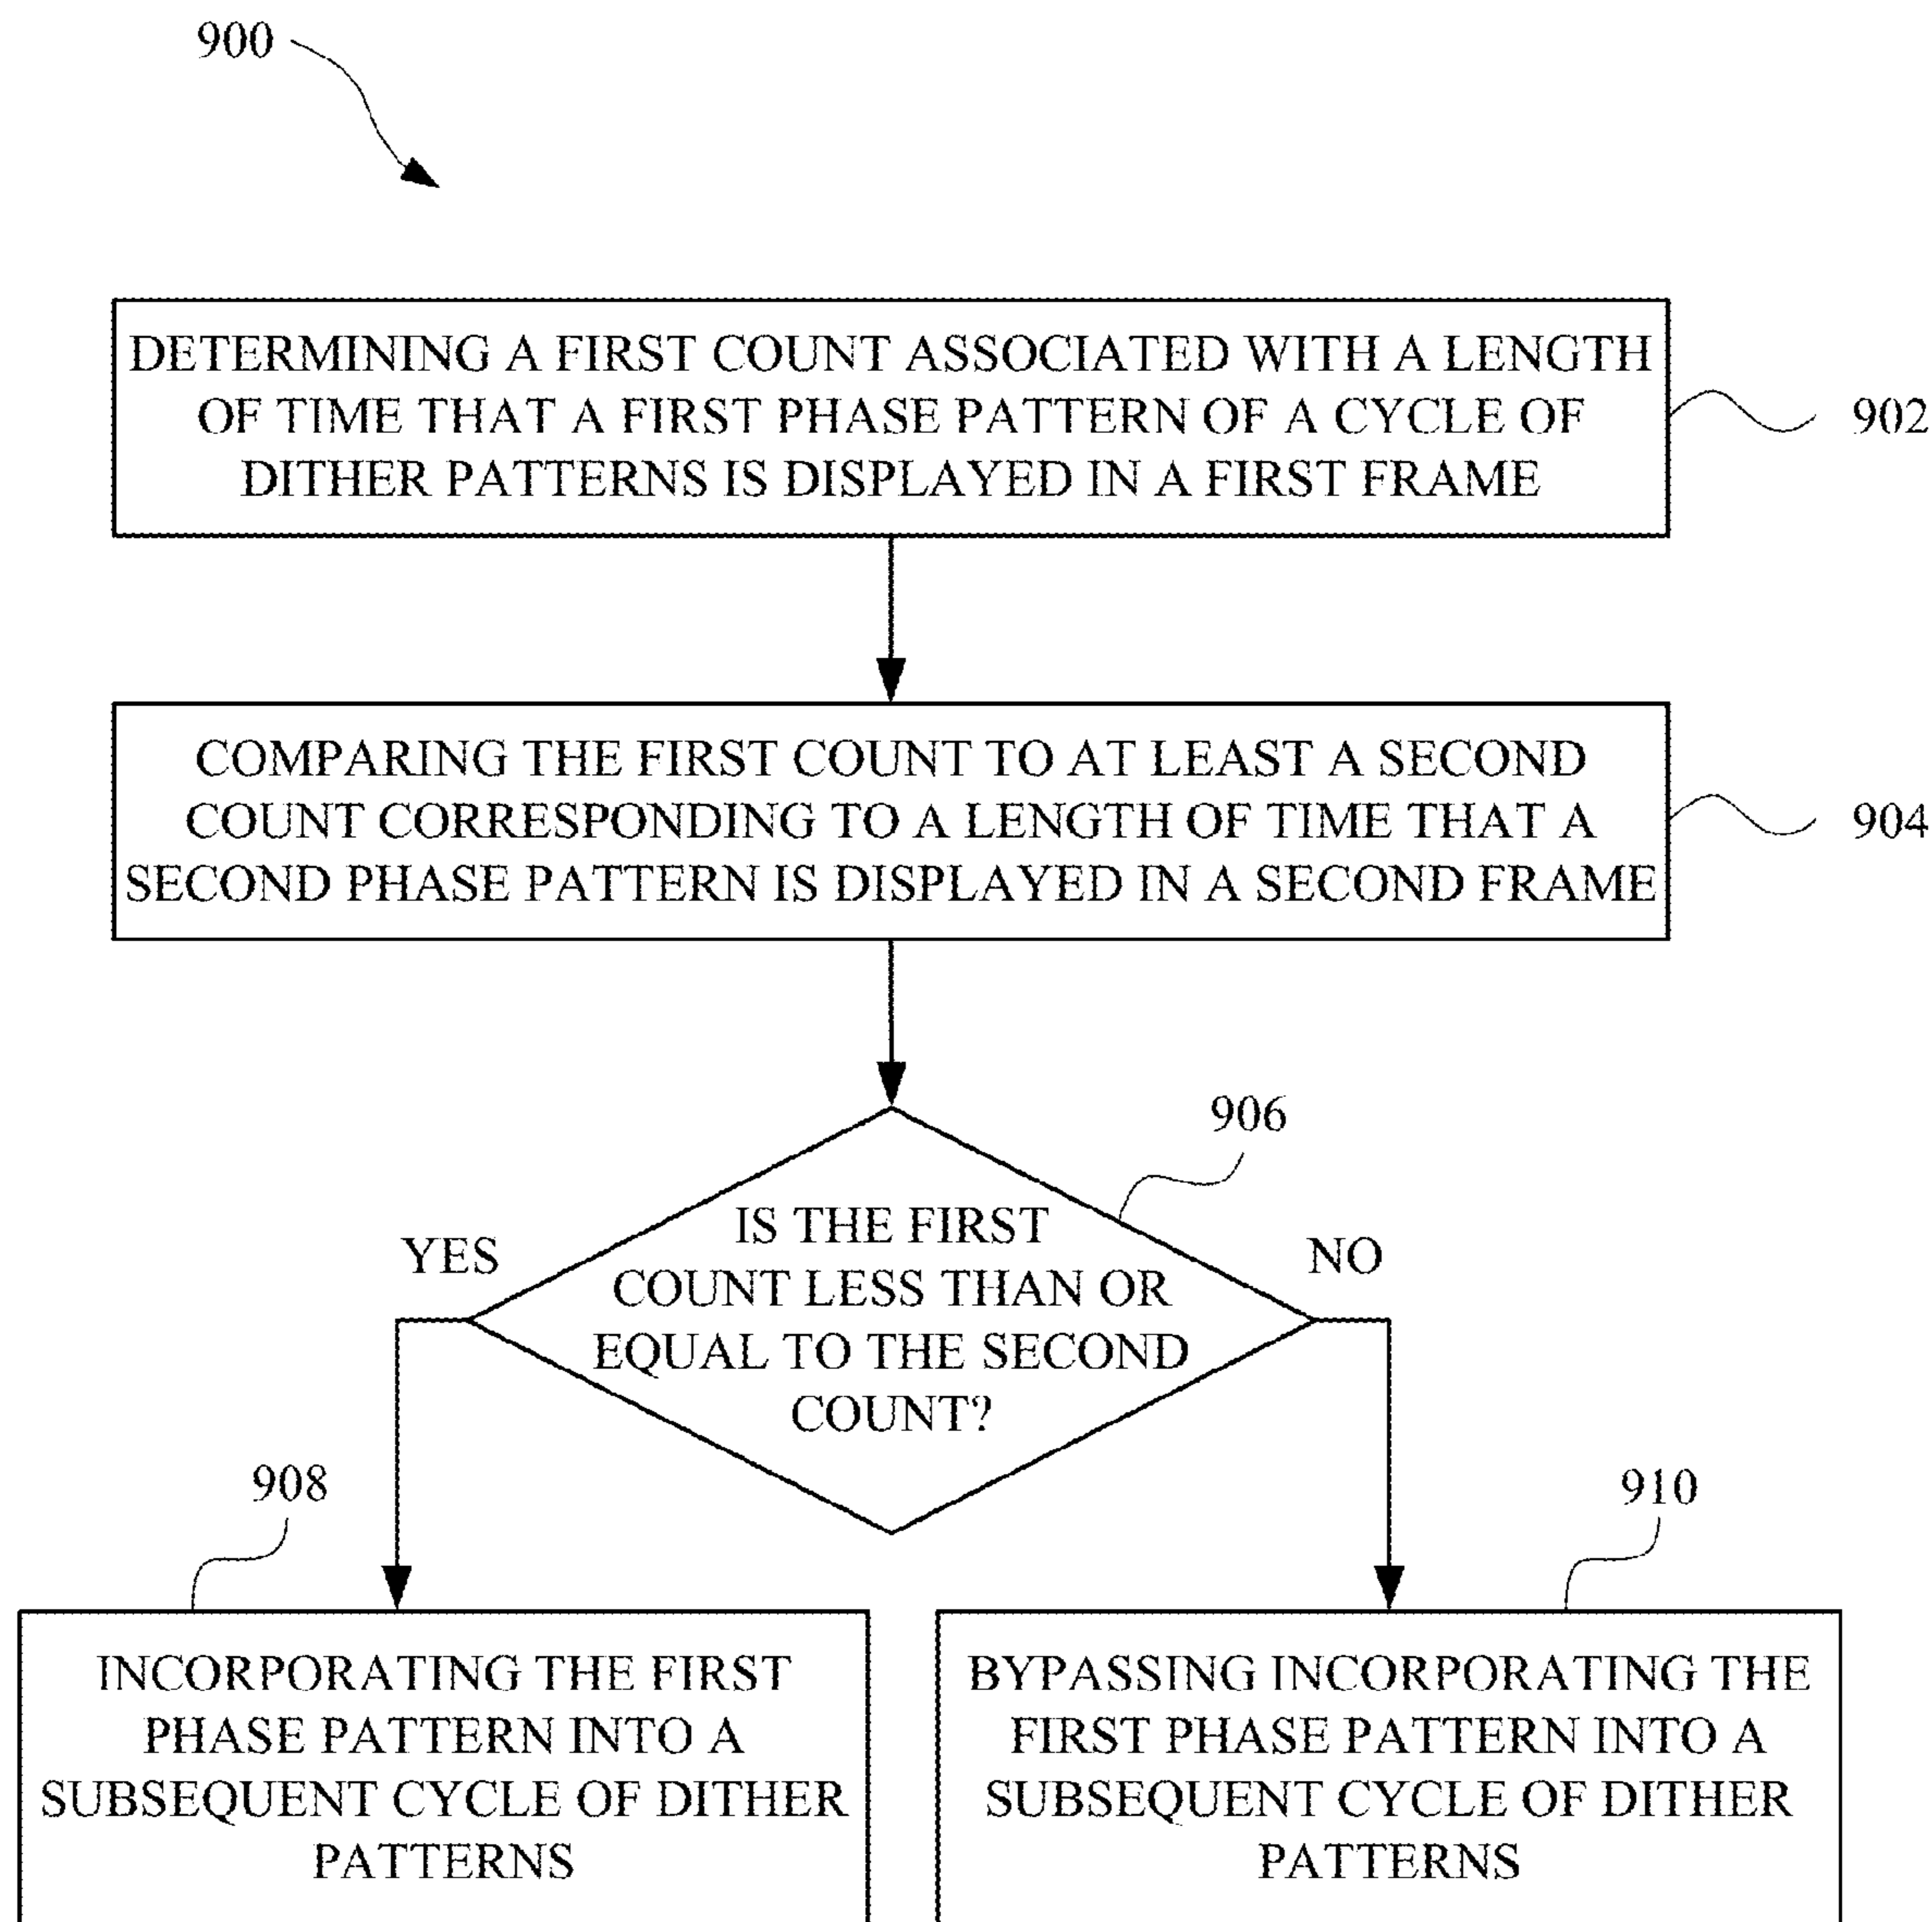 900
DETERMINING A FIRST COUNT ASSOCIATED WITH A LENGTH
OF TIME THAT A FIRST PHASE PATTERN OF A CYCLE OF
DITHER PATTERNS IS DISPLAYED IN A FIRST FRAME
902
COMPARING THE FIRST COUNT TO AT LEAST A SECOND
COUNT CORRESPONDING TO A LENGTH OF TIME THAT A
SECOND PHASE PATTERN IS DISPLAYED IN A SECOND FRAME
904
906
IS THE FIRST
COUNT LESS THAN OR
EQUAL TO THE SECOND
COUNT?
YES
NO
908
INCORPORATING THE FIRST
PHASE PATTERN INTO A
SUBSEQUENT CYCLE OF DITHER
PATTERNS
910
BYPASSING INCORPORATING THE
FIRST PHASE PATTERN INTO A
SUBSEQUENT CYCLE OF DITHER
PATTERNS